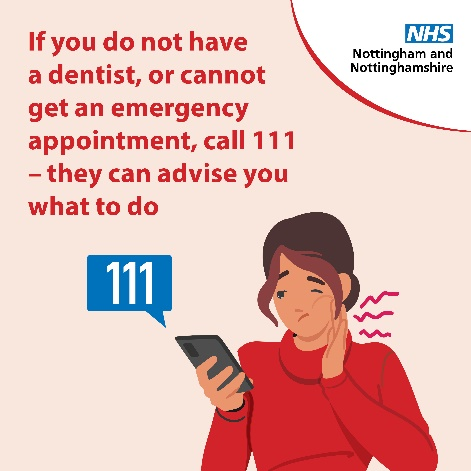 If you do not have
a dentist, or cannot
get an emergency
appointment, call 111
– they can advise you
what to do
NHS
Nottingham and
Nottinghamshire
111